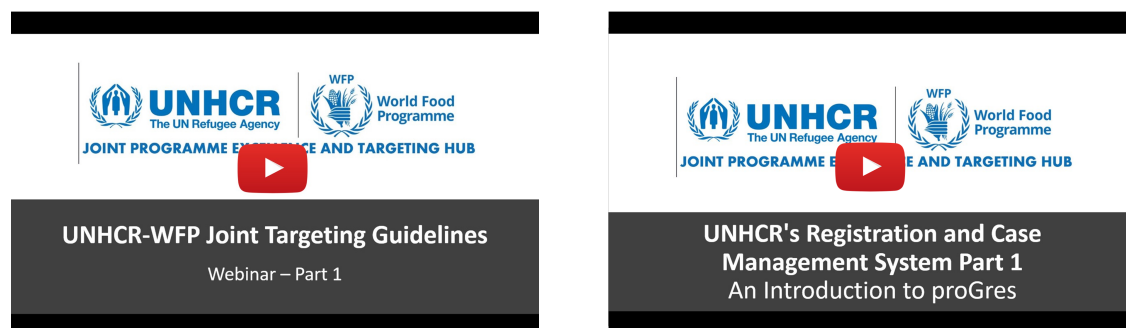 UNHCR
The UN Refugee Agency
WFP
World Food
Programme
JOINT PROGRAMME AND TARGETING HUB
UNHCR-WFP Joint Targeting Guidelines
Webinar – Part 1
UNHCR
The UN Refugee Agency
WFP
World Food
Programme
JOINT PROGRAMME AND TARGETING HUB
UNHCR's Registration and Case
Management System Part 1
An Introduction to proGres